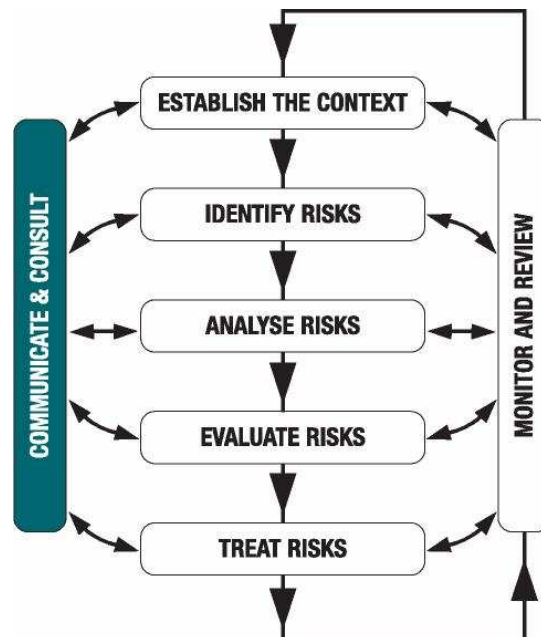 ESTABLISH THE CONTEXT
COMMUNICATE & CONSULT
IDENTIFY RISKS
ANALYSE RISKS
MONITOR AND REVIEW
EVALUATE RISKS
TREAT RISKS